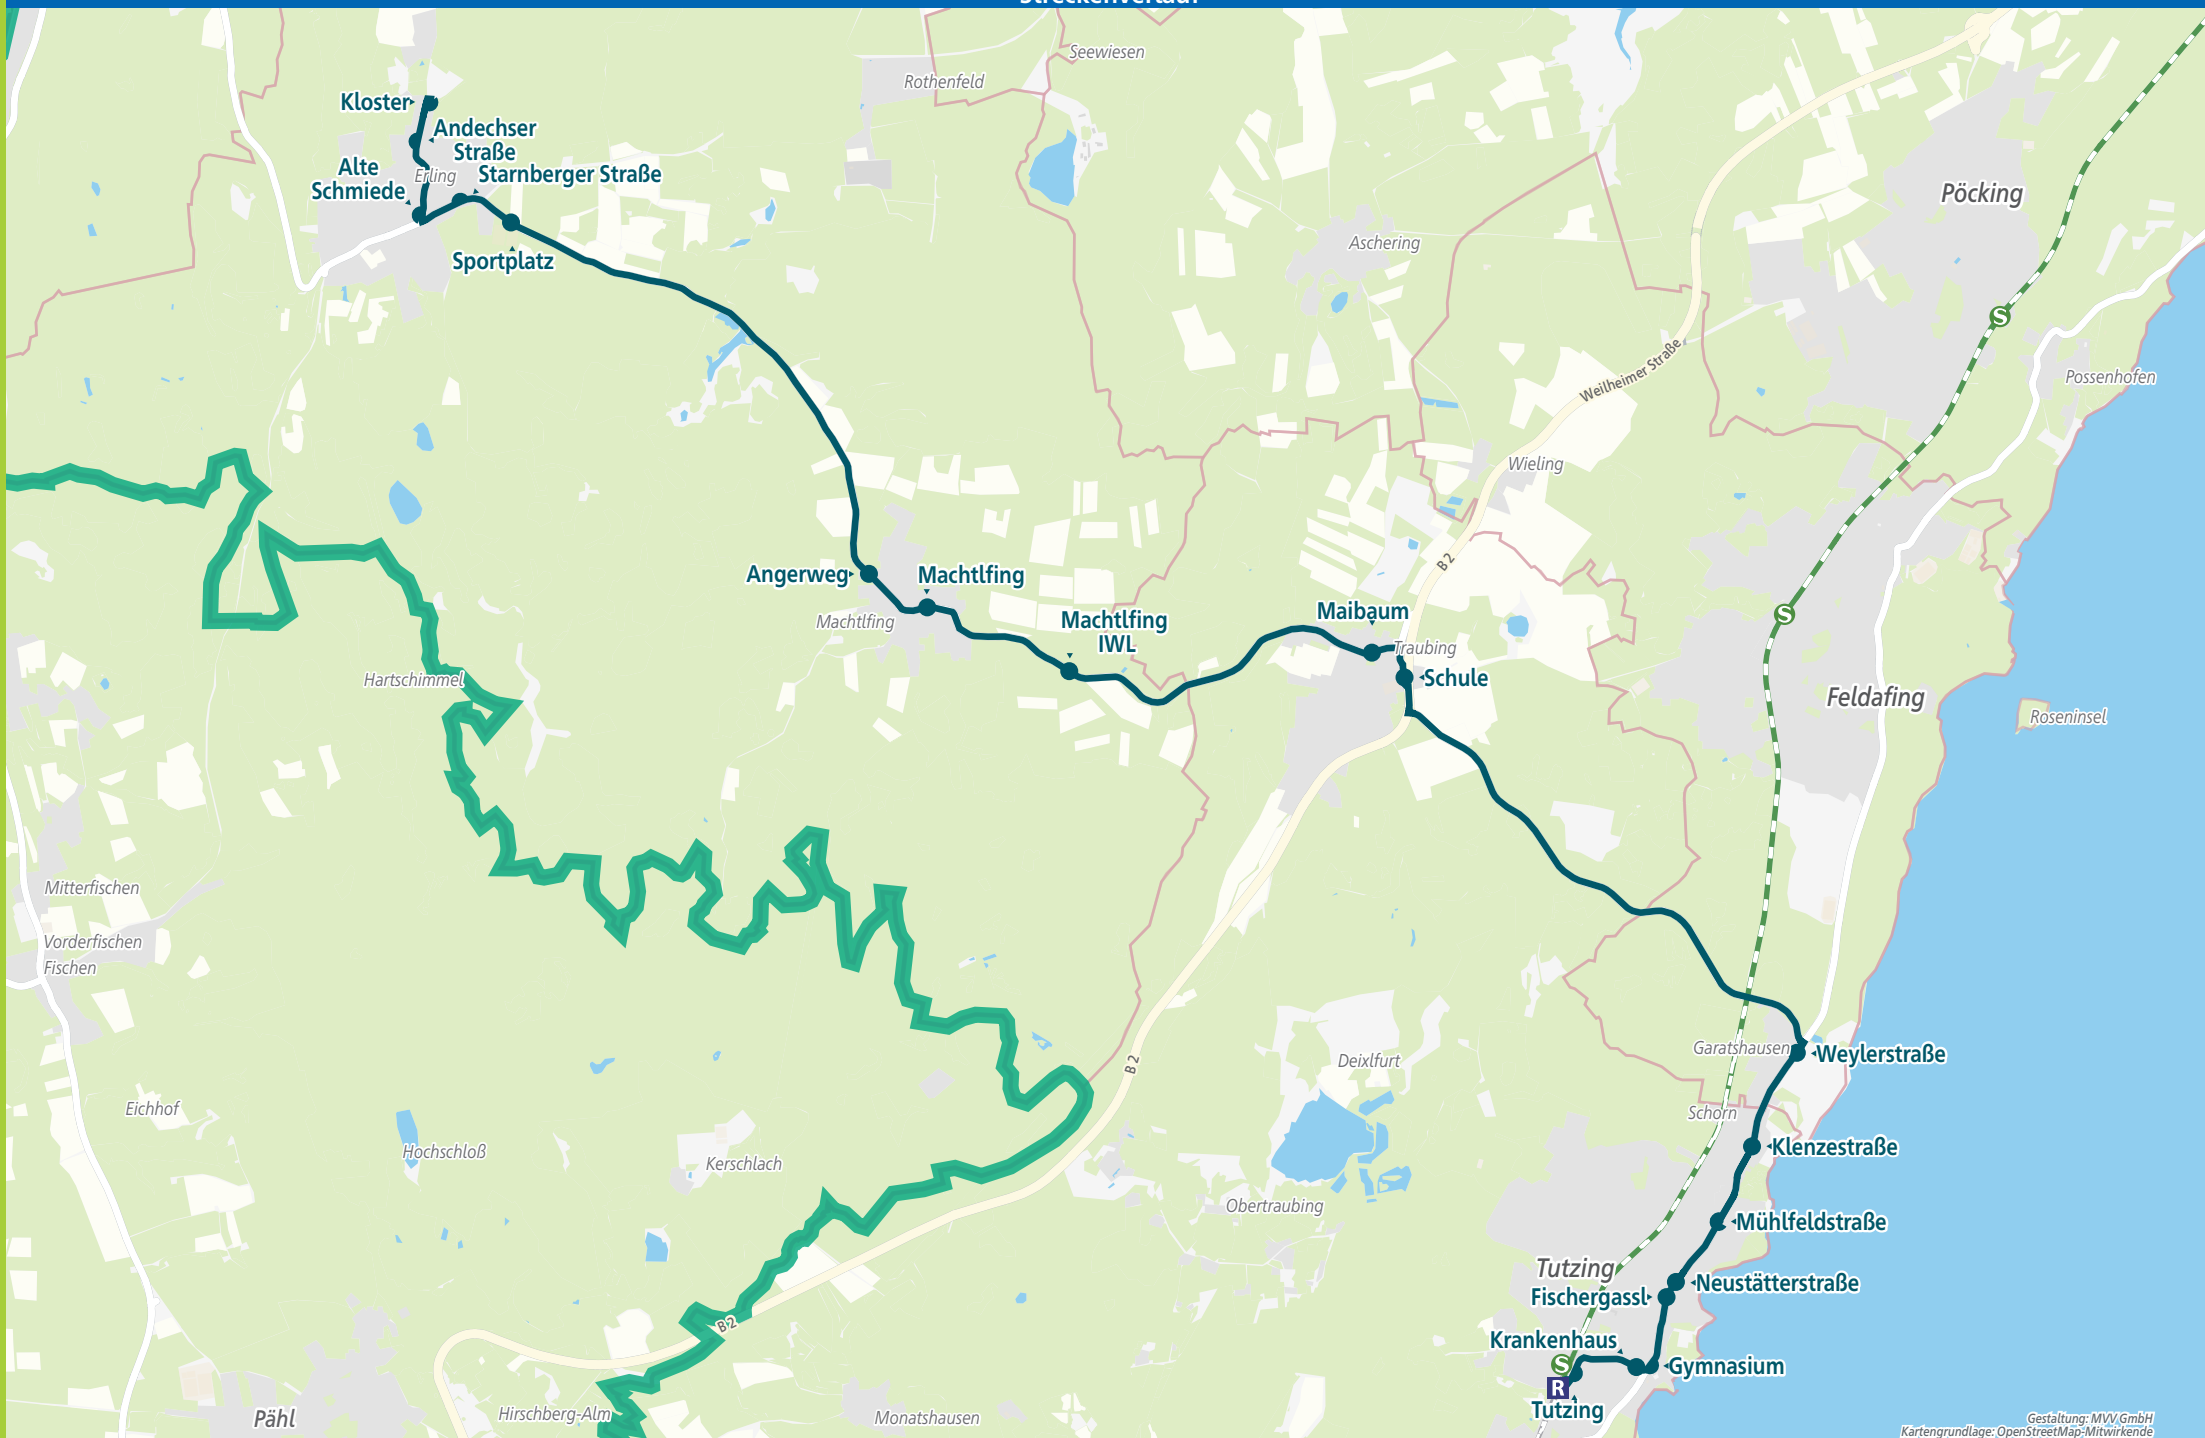 Streckenverlauf
Seewiesen
Rothenfeld
Kloster
Andechser
Straße
Alte
Schmiede
Erling
Starnberger Straße
Sportplatz
Pöcking
Aschering
S
Weilheimer Straße
Possenhofen
Wieling
B 2
Angerweg
Machtlfing
Machtlfing
Machtlfing
IWL
Maibaum
Traubing
Schule
S
Hartschimmel
Feldafing
Roseninsel
Mitterfischen
Vorderfischen
Fischen
Garatshausen
Weylerstraße
Deixlfurt
B 2
Eichhof
Schorn
Hochschloß
Kerschlach
Klenzestraße
Obertraubing
Mühlfeldstraße
Tutzing
Neustätterstraße
Fischergassl
B 2
Krankenhaus
S
Gymnasium
R
Tutzing
Pähl
Hirschberg-Alm
Monatshausen
Gestaltung: MVV GmbH
Kartengrundlage: OpenStreetMap-Mitwirkende